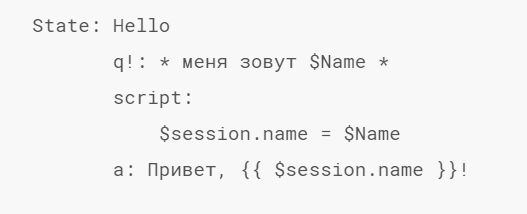 State: Hello
q!: * меня зовут $Name *
script:
$session.name = $Name
a: Привет, {{ $session.name }}!